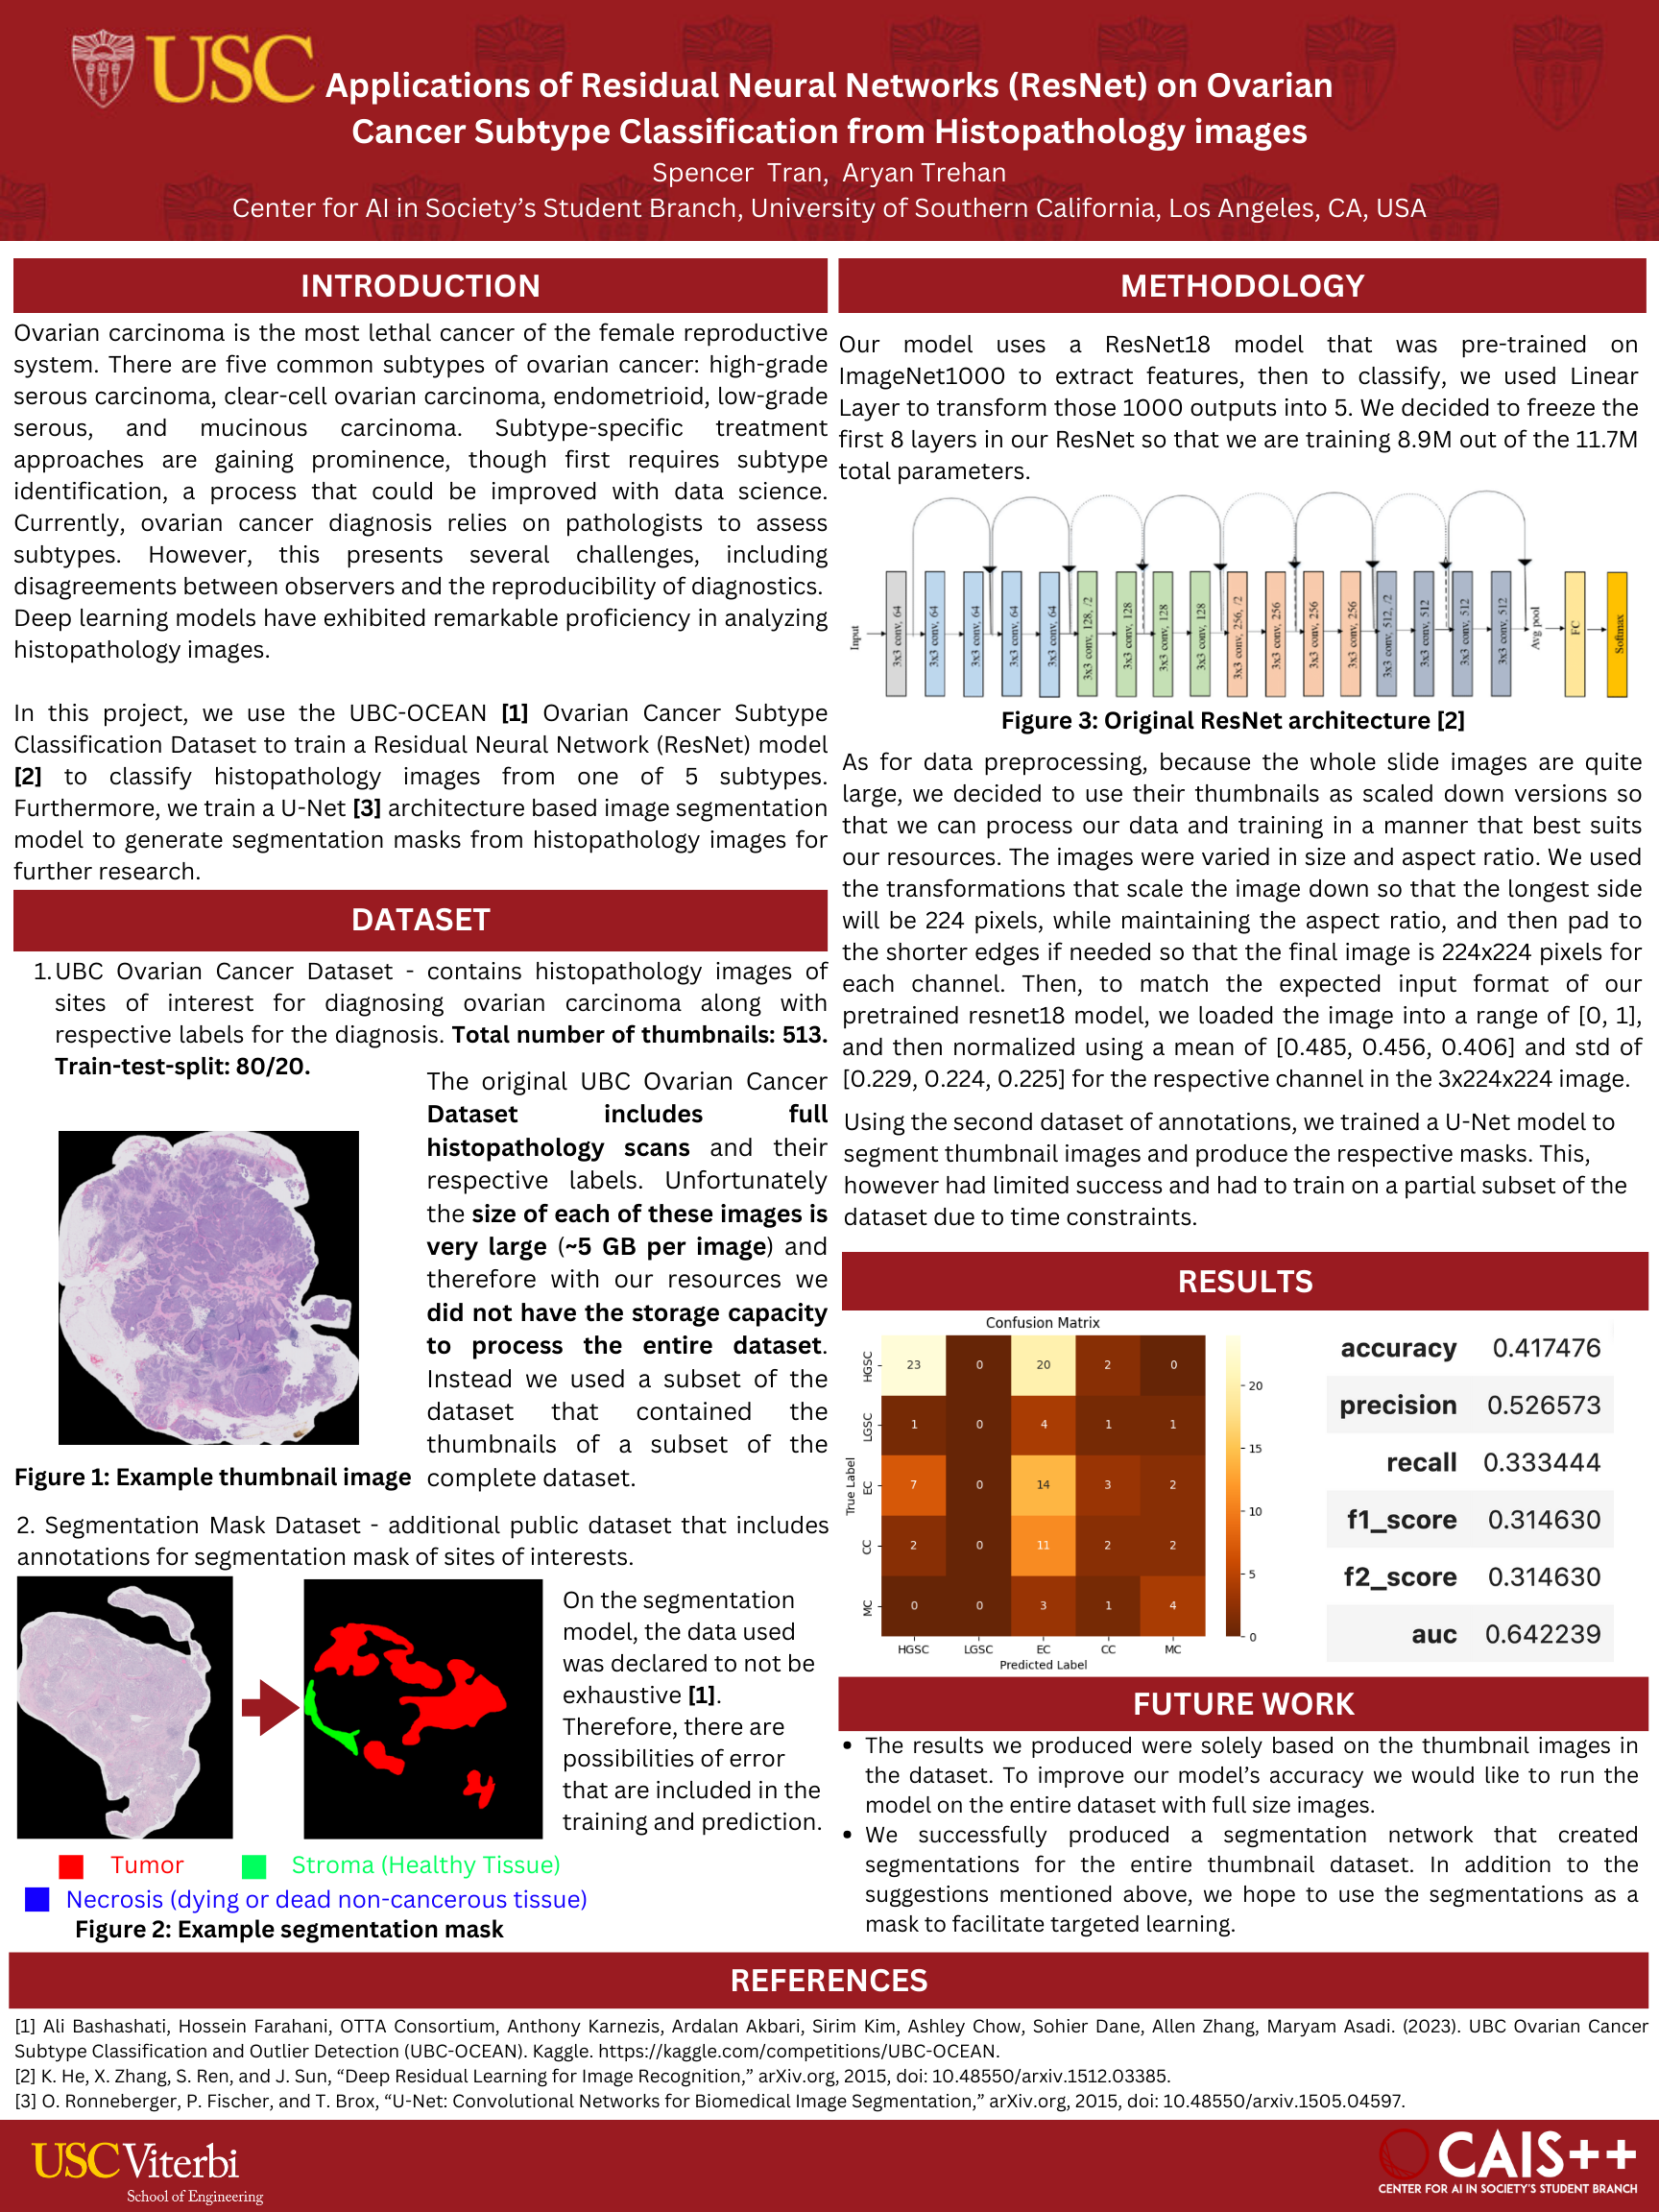 USC
Applications of Residual Neural Networks (ResNet) on Ovarian
Cancer Subtype Classification from Histopathology images
Spencer Tran, Aryan Trehan
Center for AI in Society's Student Branch, University of Southern California, Los Angeles, CA, USA
INTRODUCTION
Ovarian carcinoma is the most lethal cancer of the female reproductive
system. There are five common subtypes of ovarian cancer: high-grade
serous carcinoma, clear-cell ovarian carcinoma, endometrioid, low-grade
serous, and mucinous carcinoma. Subtype-specific treatment
approaches are gaining prominence, though first requires subtype
identification, a process that could be improved with data science.
Currently, ovarian cancer diagnosis relies on pathologists to assess
subtypes. However, this presents several challenges, including
disagreements between observers and the reproducibility of diagnostics.
Deep learning models have exhibited remarkable proficiency in analyzing
histopathology images.
In this project, we use the UBC-OCEAN [1] Ovarian Cancer Subtype
Classification Dataset to train a Residual Neural Network (ResNet) model
[2] to classify histopathology images from one of 5 subtypes.
Furthermore, we train a U-Net [3] architecture based image segmentation
model to generate segmentation masks from histopathology images for
further research.
DATASET
1. UBC Ovarian Cancer Dataset - contains histopathology images of
sites of interest for diagnosing ovarian carcinoma along with
respective labels for the diagnosis. Total number of thumbnails: 513.
Train-test-split: 80/20.
The original UBC Ovarian Cancer
Dataset includes full
histopathology scans and their
respective labels. Unfortunately
the size of each of these images is
very large (~5 GB per image) and
therefore with our resources we
did not have the storage capacity
to process the entire dataset.
Instead we used a subset of the
dataset that contained the
thumbnails of a subset of the
complete dataset.
Figure 1: Example thumbnail image
2. Segmentation Mask Dataset - additional public dataset that includes
annotations for segmentation mask of sites of interests.
On the segmentation
model, the data used
was declared to not be
exhaustive [1].
Therefore, there are
possibilities of error
that are included in the
training and prediction.
Tumor
Stroma (Healthy Tissue)
Necrosis (dying or dead non-cancerous tissue)
Figure 2: Example segmentation mask
METHODOLOGY
Our model uses a ResNet18 model that was pre-trained on
ImageNet1000 to extract features, then to classify, we used Linear
Layer to transform those 1000 outputs into 5. We decided to freeze the
first 8 layers in our ResNet so that we are training 8.9M out of the 11.7M
total parameters.
Input
3x3 conv, 64
3x3 conv, 64
3x3 conv, 64
3x3 conv, 64
3x3 conv, 64
3x3 conv, 128, /2
3x3 conv, 128
3x3 conv, 128
3x3 conv, 128
3x3 conv, 256, /2
3x3 conv, 256
3x3 conv, 256
3x3 conv, 256
3x3 conv, 512, /2
3x3 conv, 512
3x3 conv, 512
3x3 conv, 512
Avg pool
FC
Softmax
Figure 3: Original ResNet architecture [2]
As for data preprocessing, because the whole slide images are quite
large, we decided to use their thumbnails as scaled down versions so
that we can process our data and training in a manner that best suits
our resources. The images were varied in size and aspect ratio. We used
the transformations that scale the image down so that the longest side
will be 224 pixels, while maintaining the aspect ratio, and then pad to
the shorter edges if needed so that the final image is 224x224 pixels for
each channel. Then, to match the expected input format of our
pretrained resnet18 model, we loaded the image into a range of [0, 1],
and then normalized using a mean of [0.485, 0.456, 0.406] and std of
[0.229, 0.224, 0.225] for the respective channel in the 3x224x224 image.
Using the second dataset of annotations, we trained a U-Net model to
segment thumbnail images and produce the respective masks. This,
however had limited success and had to train on a partial subset of the
dataset due to time constraints.
RESULTS
Confusion Matrix
True Label
HGSC 23 0 20 2 0
LGSC 1 0 4 1 1
EC 7 0 14 3 2
CC 2 0 11 2 2
MC 0 0 3 1 4
HGSC LGSC EC CC MC
Predicted Label
20
15
10
5
0
accuracy 0.417476
precision 0.526573
recall 0.333444
f1_score 0.314630
f2_score 0.314630
auc 0.642239
FUTURE WORK
• The results we produced were solely based on the thumbnail images in
the dataset. To improve our model's accuracy we would like to run the
model on the entire dataset with full size images.
• We successfully produced a segmentation network that created
segmentations for the entire thumbnail dataset. In addition to the
suggestions mentioned above, we hope to use the segmentations as a
mask to facilitate targeted learning.
REFERENCES
[1] Ali Bashashati, Hossein Farahani, OTTA Consortium, Anthony Karnezis, Ardalan Akbari, Sirim Kim, Ashley Chow, Sohier Dane, Allen Zhang, Maryam Asadi. (2023). UBC Ovarian Cancer
Subtype Classification and Outlier Detection (UBC-OCEAN). Kaggle. https://kaggle.com/competitions/UBC-OCEAN.
[2] K. He, X. Zhang, S. Ren, and J. Sun, “Deep Residual Learning for Image Recognition,” arXiv.org, 2015, doi: 10.48550/arxiv.1512.03385.
[3] O. Ronneberger, P. Fischer, and T. Brox, “U-Net: Convolutional Networks for Biomedical Image Segmentation,” arXiv.org, 2015, doi: 10.48550/arxiv.1505.04597.
USC Viterbi
School of Engineering
CAIS++
CENTER FOR AI IN SOCIETY'S STUDENT BRANCH